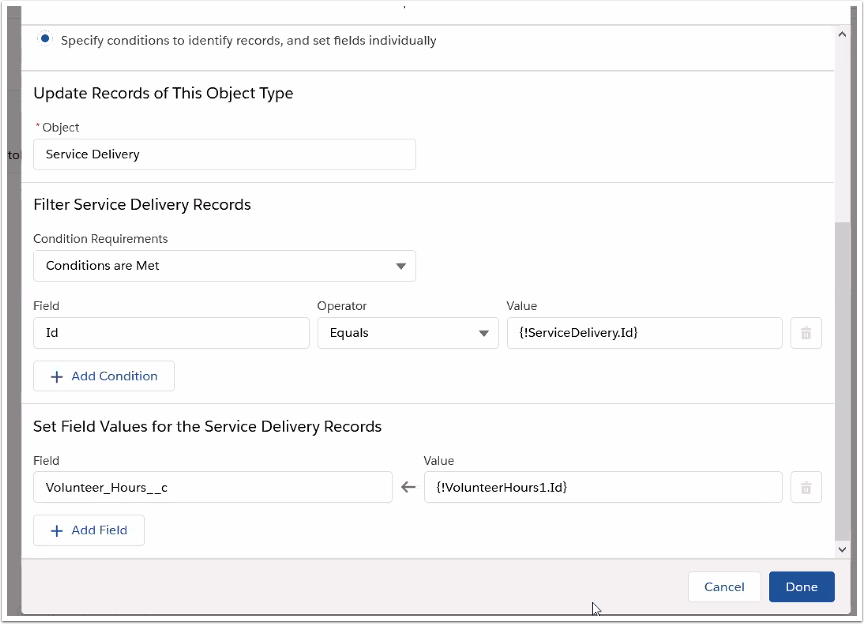 Specify conditions to identify records, and set fields individually
Update Records of This Object Type
* Object
Service Delivery
Filter Service Delivery Records
Condition Requirements
Conditions are Met
Field Operator Value
Id Equals {!ServiceDelivery.Id}
+ Add Condition
Set Field Values for the Service Delivery Records
Field Value
Volunteer_Hours__c ← {!VolunteerHours1.Id}
+ Add Field
Cancel Done